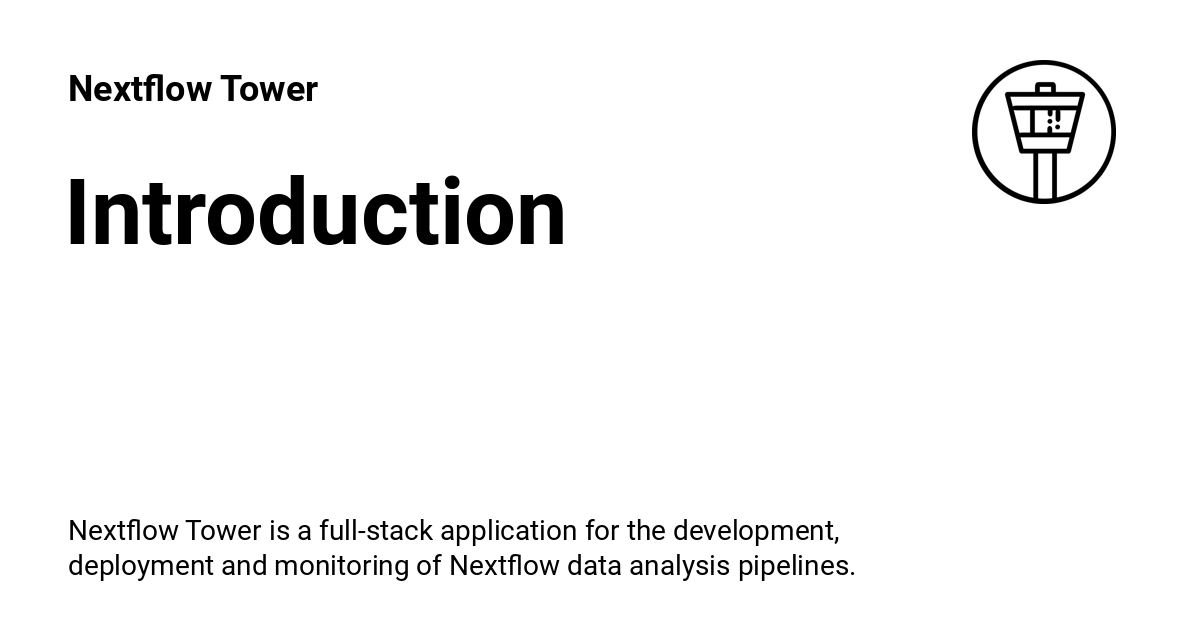 Nextflow Tower
Introduction
Nextflow Tower is a full-stack application for the development,
deployment and monitoring of Nextflow data analysis pipelines.